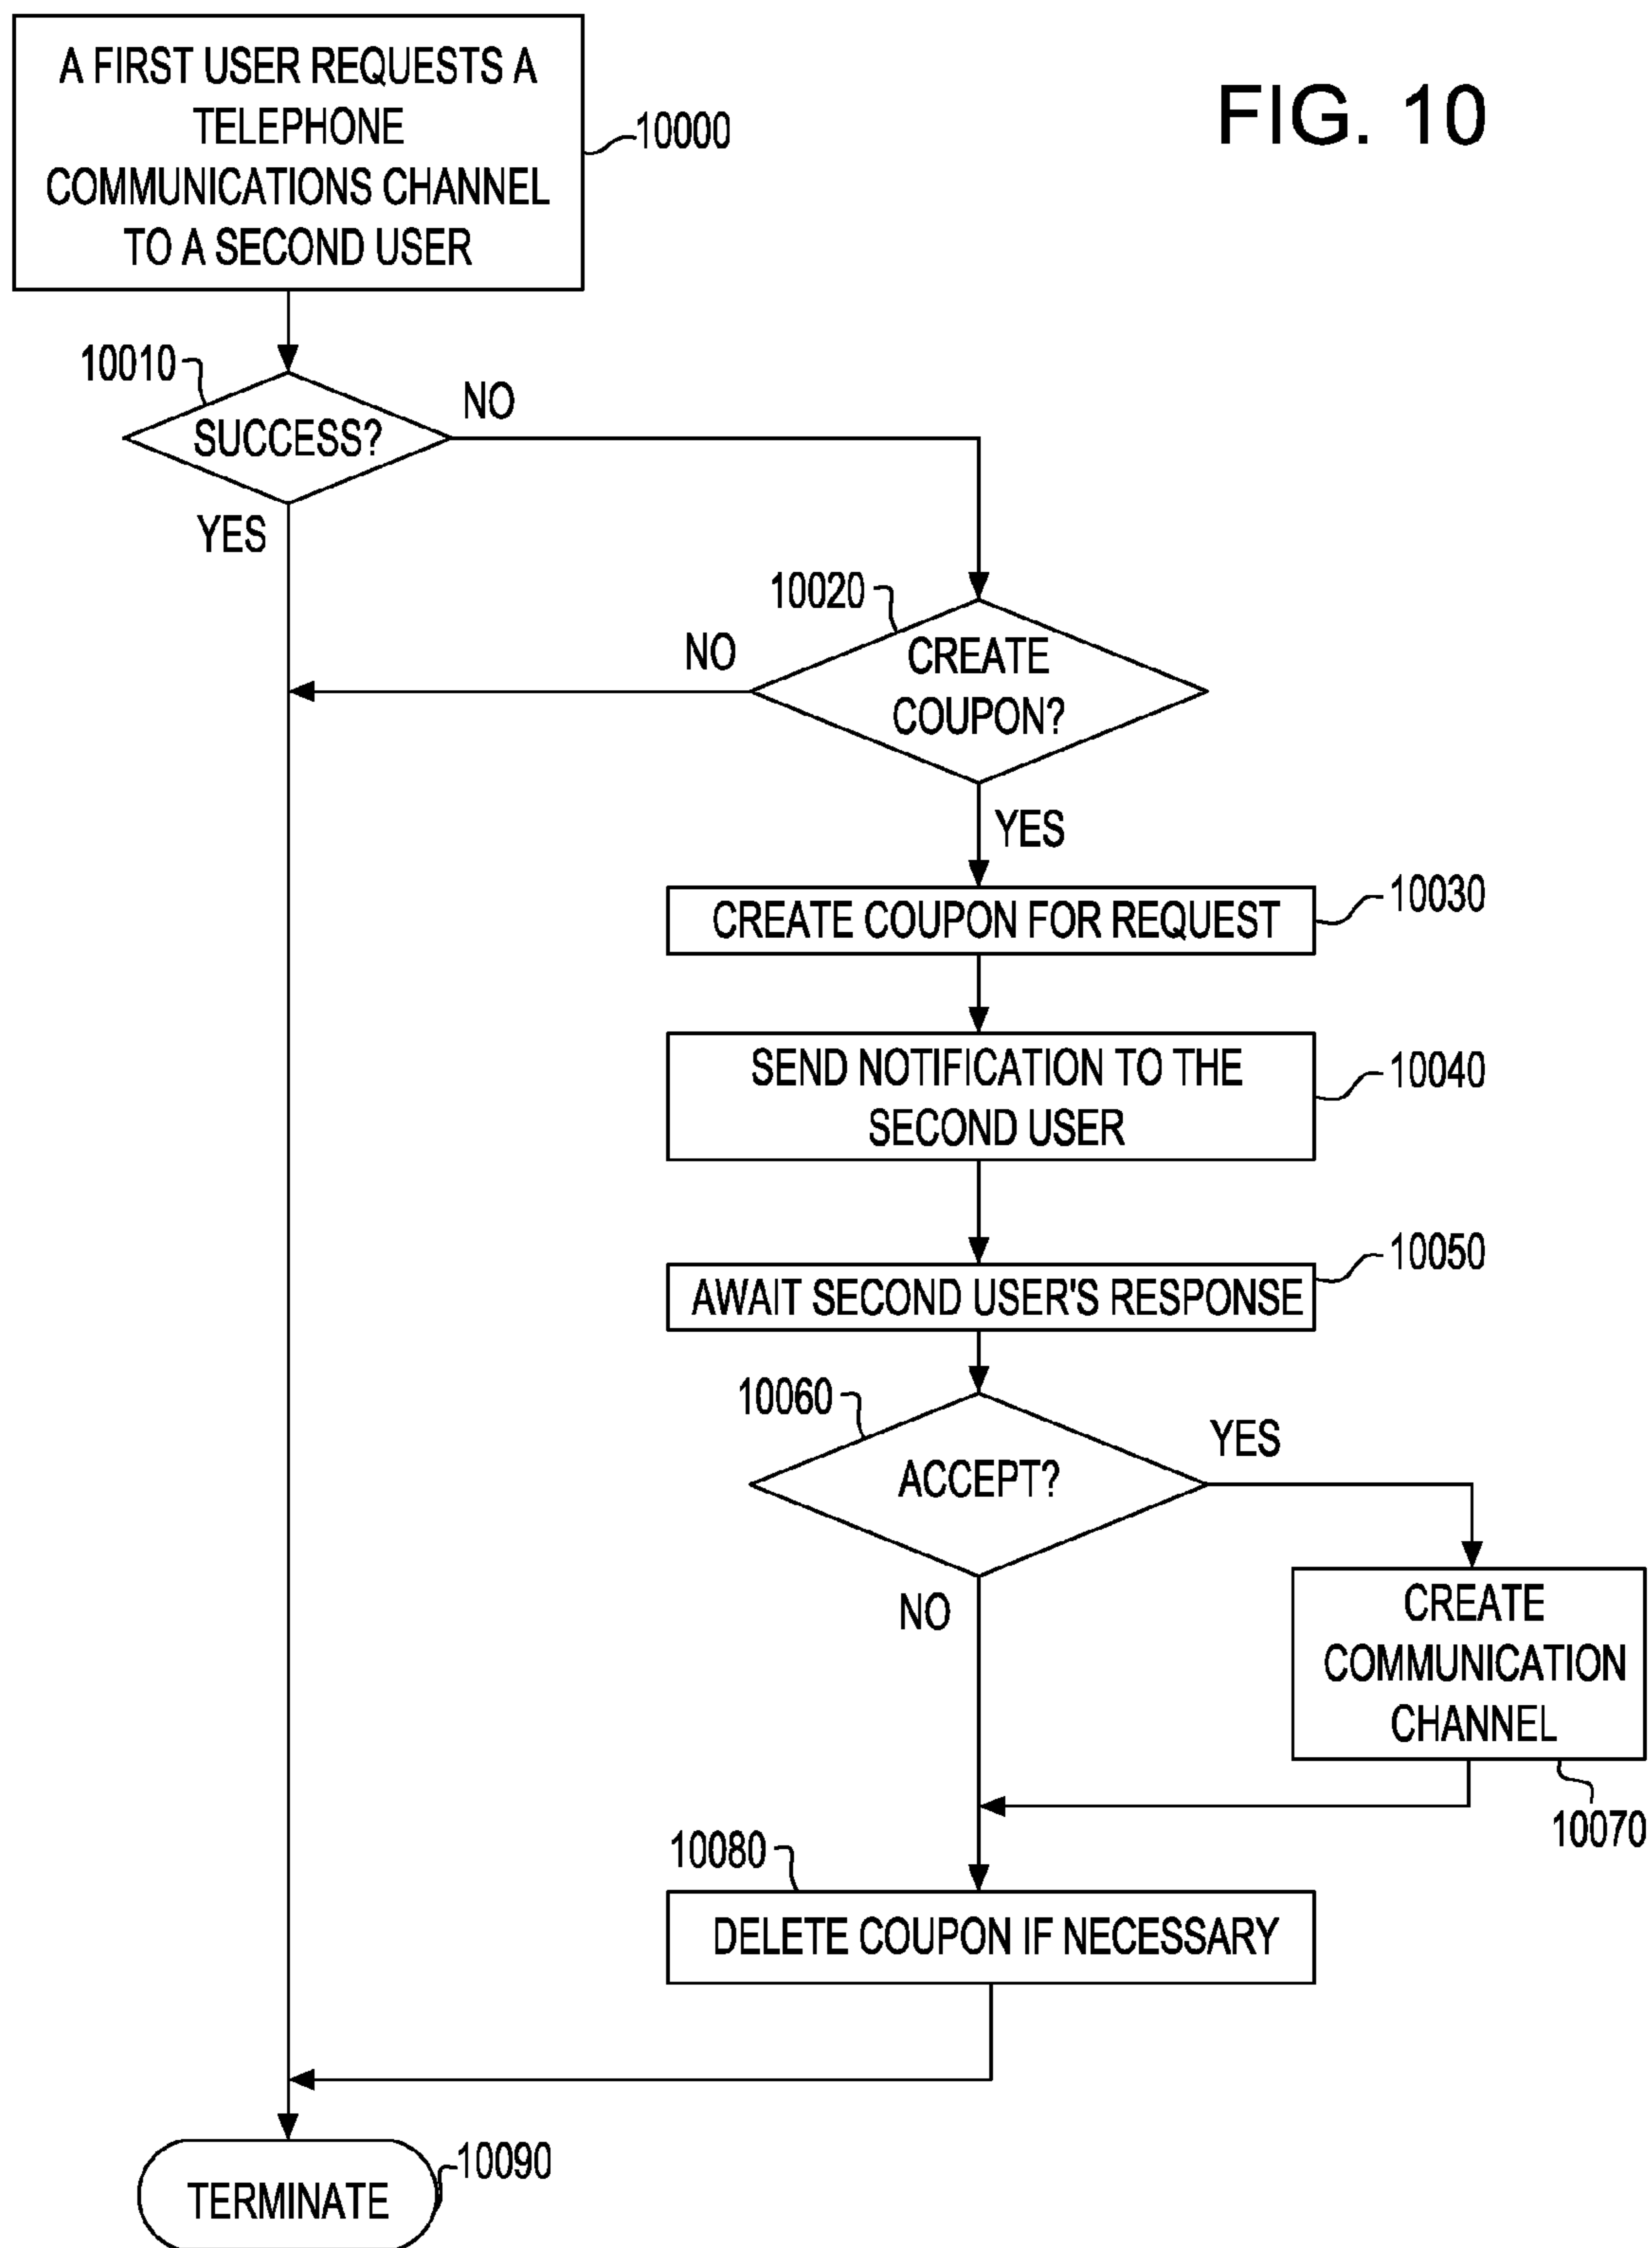 FIG. 10
A FIRST USER REQUESTS A
TELEPHONE
COMMUNICATIONS CHANNEL
TO A SECOND USER
10000
10010
SUCCESS?
NO
YES
10020
CREATE
COUPON?
NO
YES
CREATE COUPON FOR REQUEST
10030
SEND NOTIFICATION TO THE
SECOND USER
10040
AWAIT SECOND USER'S RESPONSE
10050
10060
ACCEPT?
YES
NO
CREATE
COMMUNICATION
CHANNEL
10070
10080
DELETE COUPON IF NECESSARY
TERMINATE
10090